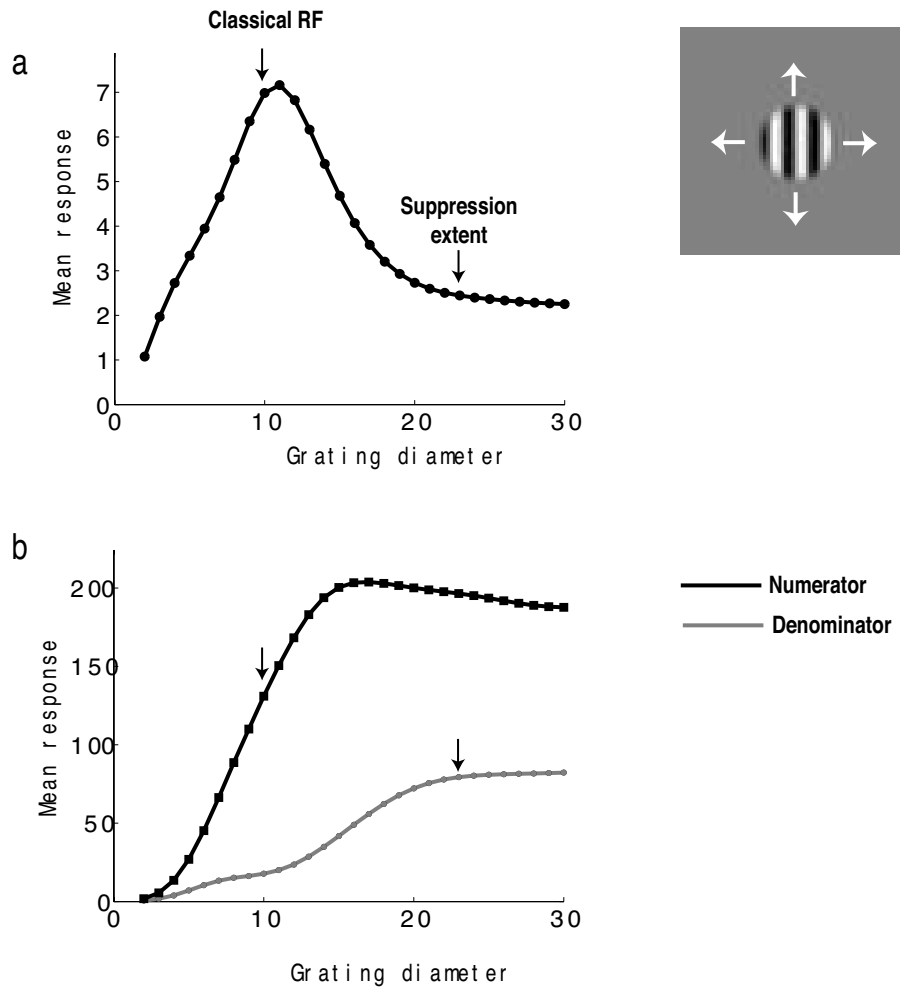 Classical RF
a
7
6
5
4
3
2
1
0
Mean response
Suppression
extent
0
10
20
30
Grating diameter
b
200
150
100
50
0
Mean response
Numerator
Denominator
0
10
20
30
Grating diameter